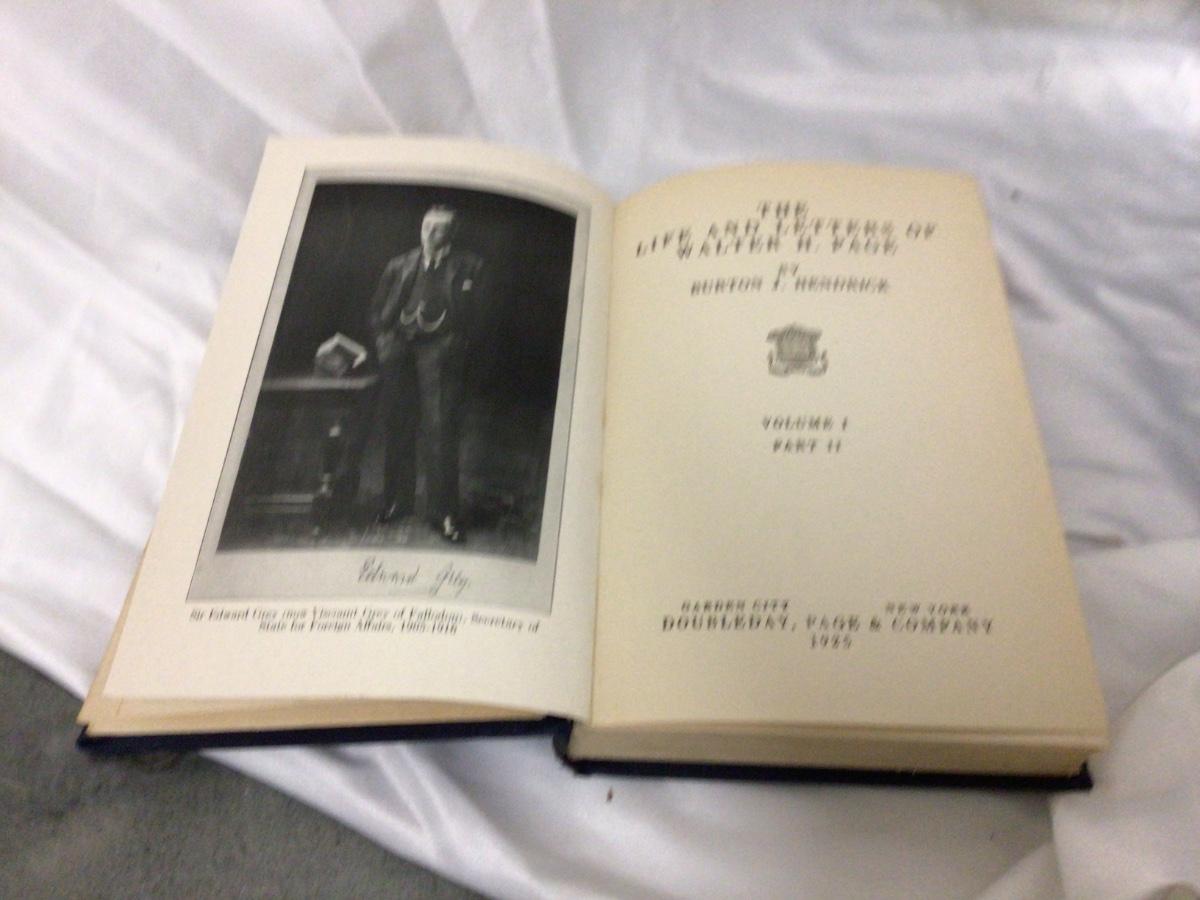 Edward Grey.
Sir Edward Grey (now Viscount Grey of Fallodon), Secretary of
State for Foreign Affairs, 1905-1916
THE
LIFE AND LETTERS OF
WALTER H. PAGE
BY
BURTON J. HENDRICK
VOLUME I
PART II
GARDEN CITY NEW YORK
DOUBLEDAY, PAGE & COMPANY
1925